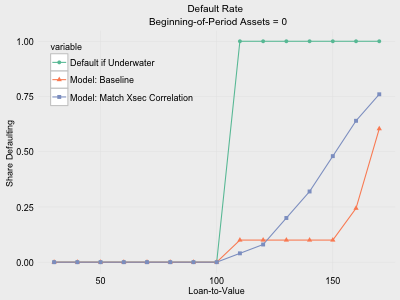 Default Rate
Beginning-of-Period Assets = 0
1.00
0.75
0.50
0.25
0.00
Share Defaulting
variable
Default if Underwater
Model: Baseline
Model: Match Xsec Correlation
50
100
150
Loan-to-Value